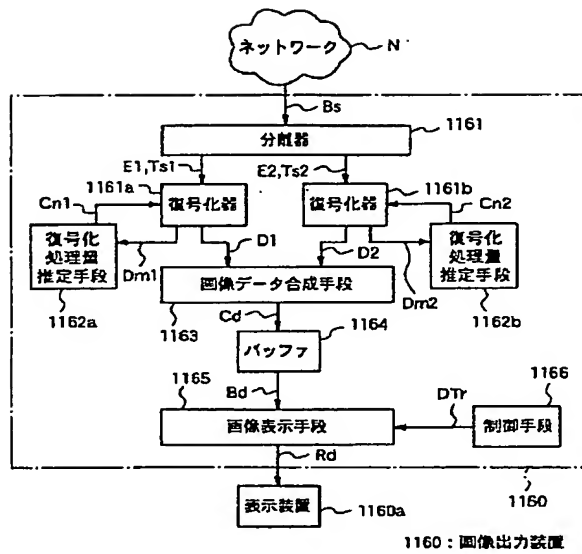 ネットワーク
N
Bs
分離器
1161
E1,Ts1
E2,Ts2
1161a
1161b
Cn1
Cn2
復号化器
復号化器
復号化
処理量
推定手段
復号化
処理量
推定手段
Dm1
D1
D2
Dm2
画像データ合成手段
1162a
1163
1162b
Cd
1164
バッファ
1165
Bd
1166
DTr
画像表示手段
制御手段
Rd
1160
表示装置
1160a
1160:画像出力装置